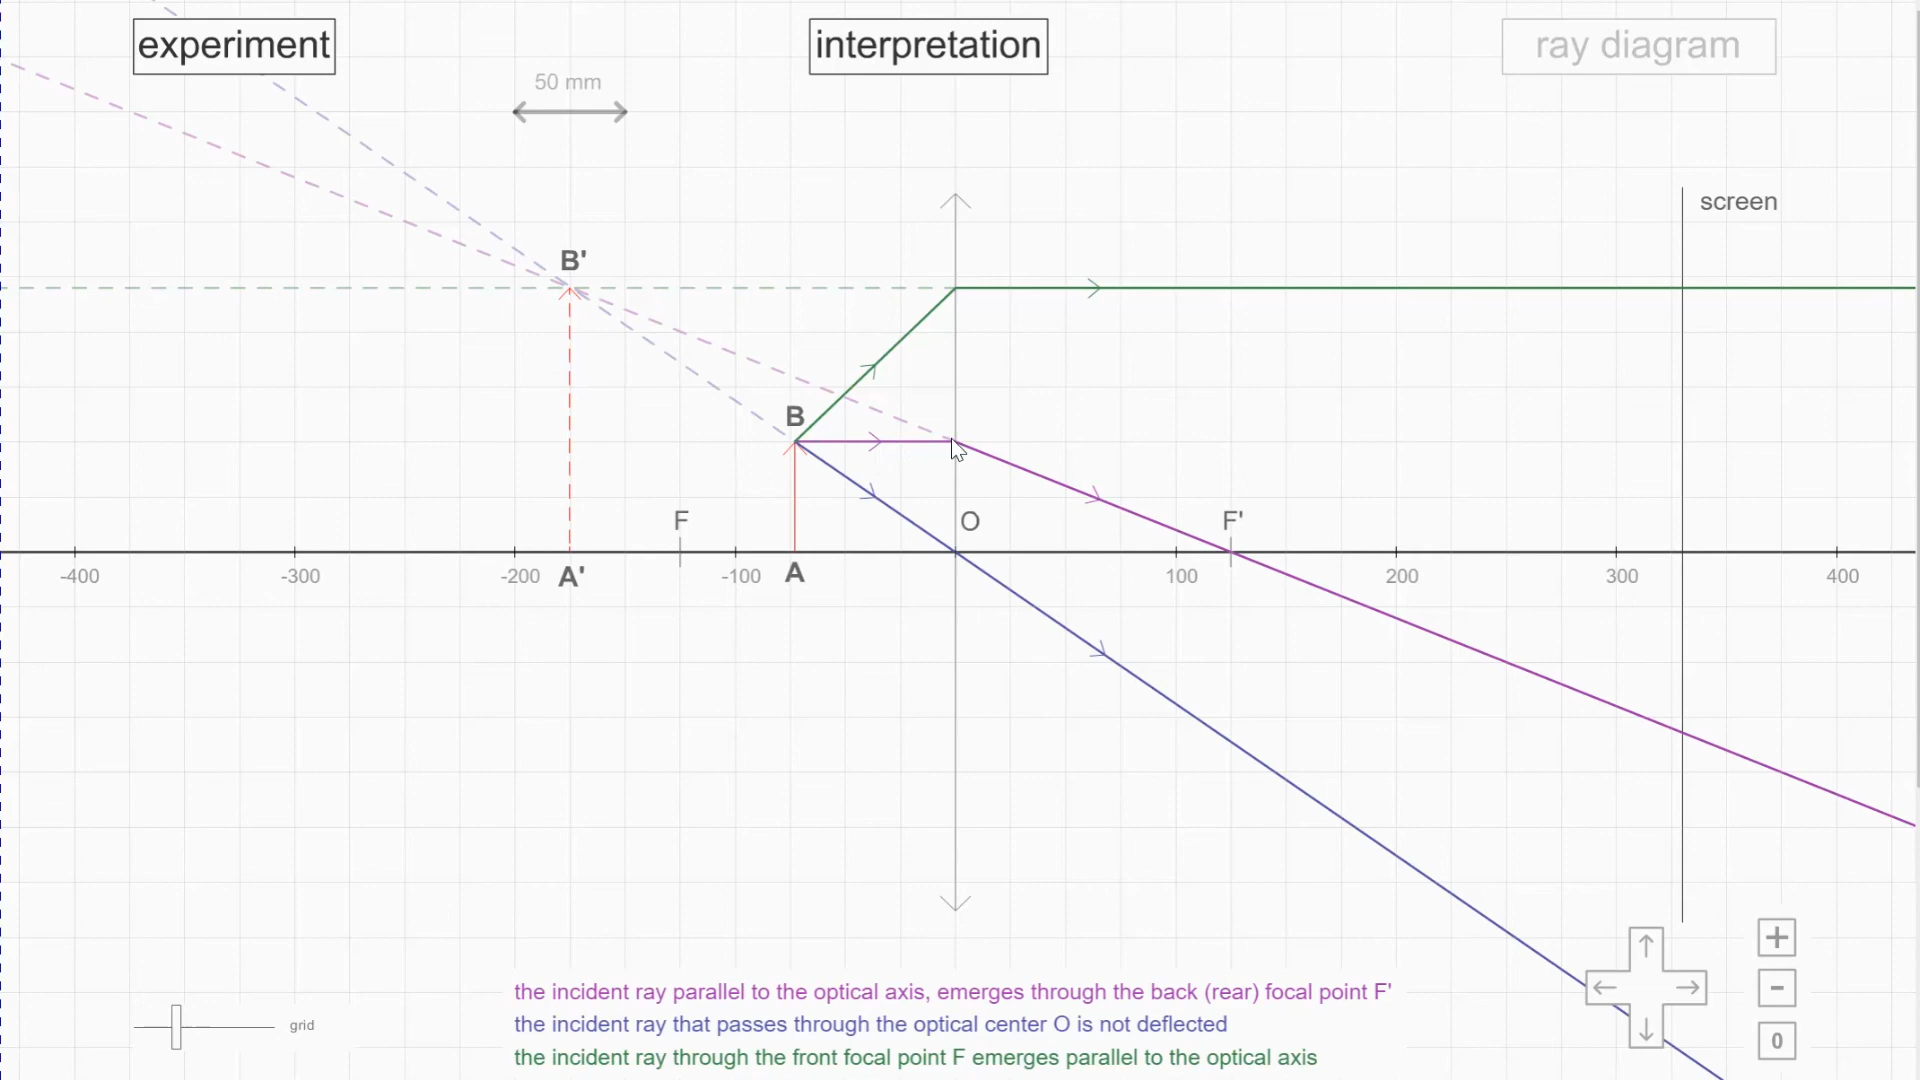 experiment
interpretation
ray diagram
50 mm
screen
B'
B
F
O
F'
-400
-300
-200
A'
-100
A
100
200
300
400
+
-
0
grid
the incident ray parallel to the optical axis, emerges through the back (rear) focal point F'
the incident ray that passes through the optical center O is not deflected
the incident ray through the front focal point F emerges parallel to the optical axis